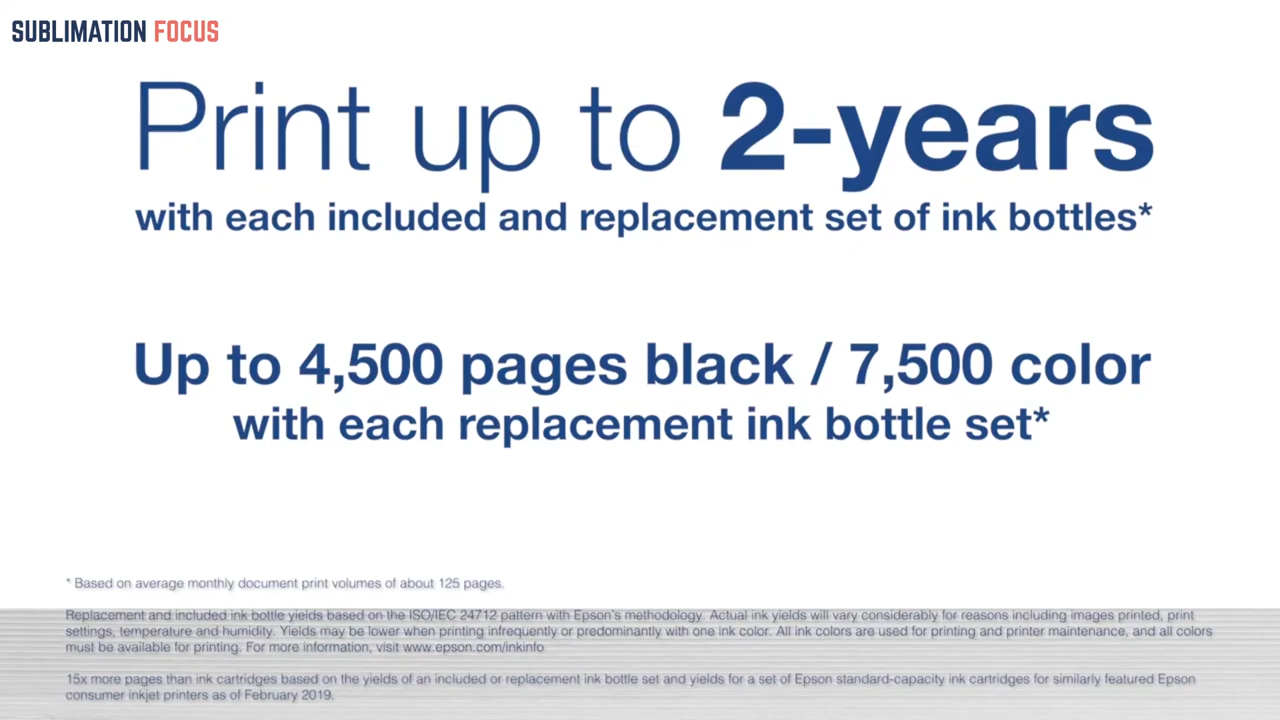 SUBLIMATION FOCUS
Print up to 2-years
with each included and replacement set of ink bottles*
Up to 4,500 pages black / 7,500 color
with each replacement ink bottle set*
* Based on average monthly document print volumes of about 125 pages.
Replacement and included ink bottle yields based on the ISO/IEC 24712 pattern with Epson's methodology. Actual ink yields will vary considerably for reasons including images printed, print
settings, temperature and humidity. Yields may be lower when printing infrequently or predominantly with one ink color. All ink colors are used for printing and printer maintenance, and all colors
must be available for printing. For more information, visit www.epson.com/inkinfo
15x more pages than ink cartridges based on the yields of an included or replacement ink bottle set and yields for a set of Epson standard-capacity ink cartridges for similarly featured Epson
consumer inkjet printers as of February 2019.